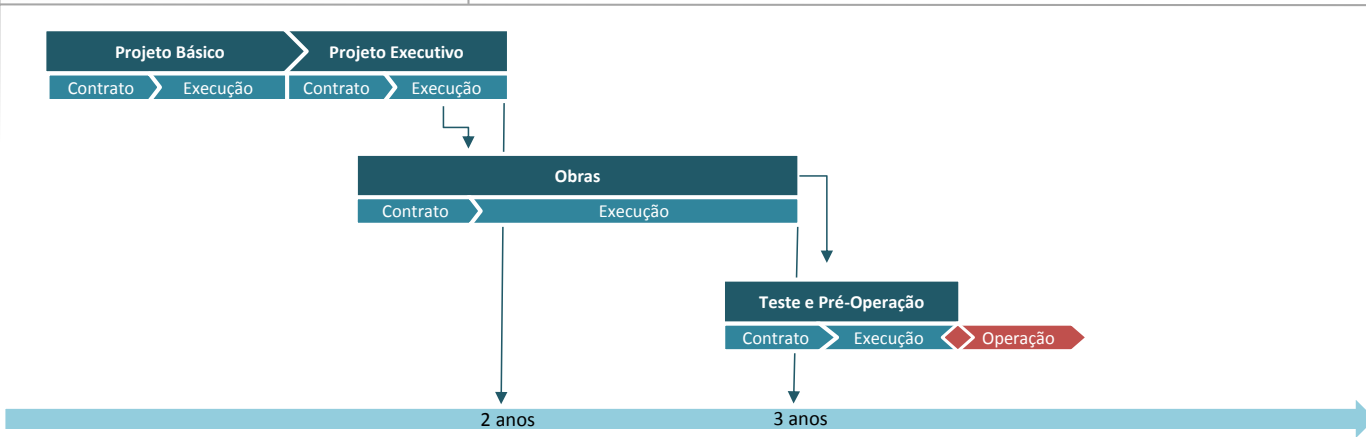 Projeto Básico Projeto Executivo
Contrato Execução Contrato Execução
Obras
Contrato Execução
Teste e Pré-Operação
Contrato Execução Operação
2 anos 3 anos